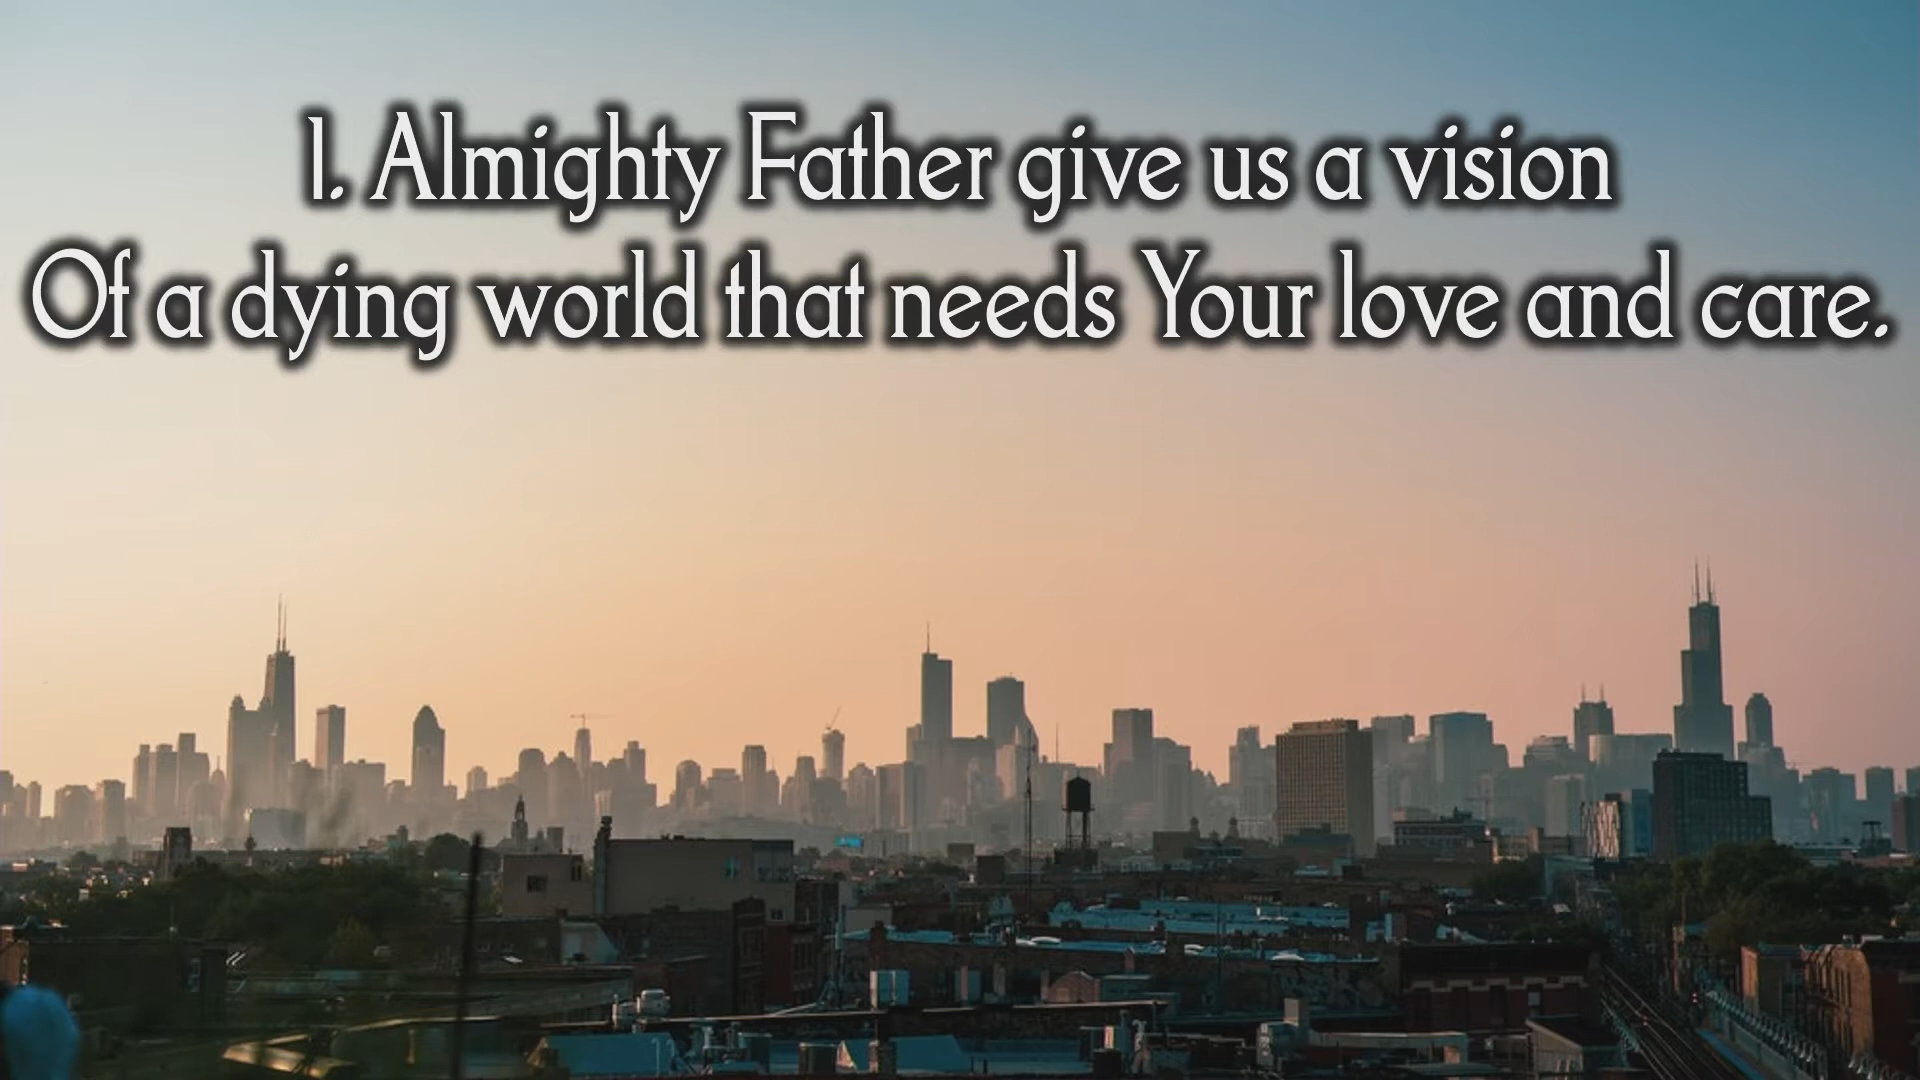 1. Almighty Father give us a vision
Of a dying world that needs Your love and care.